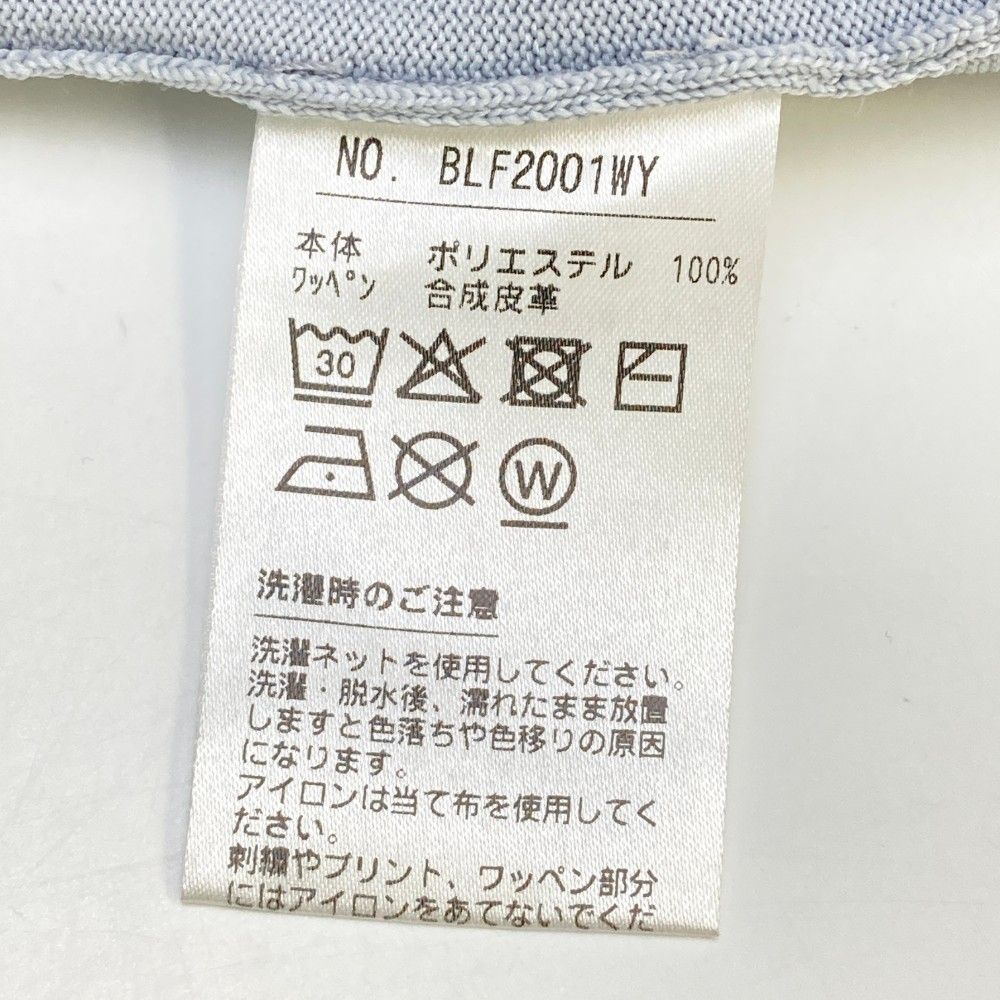 NO. BLF2001WY
本体 ポリエステル 100%
ワッペン 合成皮革
30
W
洗濯時のご注意
洗濯ネットを使用してください。
洗濯・脱水後、濡れたまま放置
しますと色落ちや色移りの原因
になります。
アイロンは当て布を使用してく
ださい。
刺繍やプリント、ワッペン部分
にはアイロンをあてないでくだ